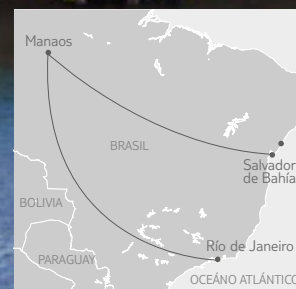 Manaos
BRASIL
Salvador
de Bahía
BOLIVIA
Río de Janeiro
PARAGUAY
OCEÁNO ATLÁNTICO